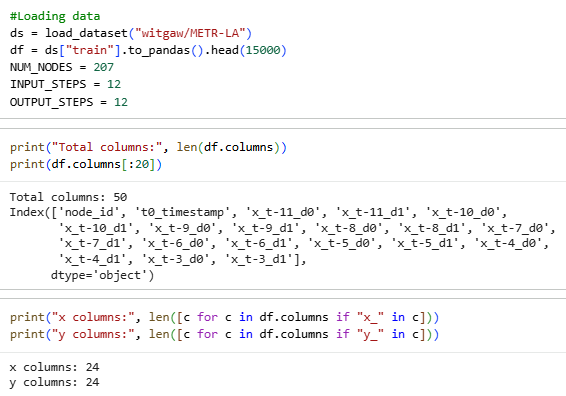 #Loading data
ds = load_dataset("witgaw/METR-LA")
df = ds["train"].to_pandas().head(15000)
NUM_NODES = 207
INPUT_STEPS = 12
OUTPUT_STEPS = 12
print("Total columns:", len(df.columns))
print(df.columns[:20])
Total columns: 50
Index(['node_id', 't0_timestamp', 'x_t-11_d0', 'x_t-11_d1', 'x_t-10_d0',
       'x_t-10_d1', 'x_t-9_d0', 'x_t-9_d1', 'x_t-8_d0', 'x_t-8_d1', 'x_t-7_d0',
       'x_t-7_d1', 'x_t-6_d0', 'x_t-6_d1', 'x_t-5_d0', 'x_t-5_d1', 'x_t-4_d0',
       'x_t-4_d1', 'x_t-3_d0', 'x_t-3_d1'],
      dtype='object')
print("x columns:", len([c for c in df.columns if "x_" in c]))
print("y columns:", len([c for c in df.columns if "y_" in c]))
x columns: 24
y columns: 24